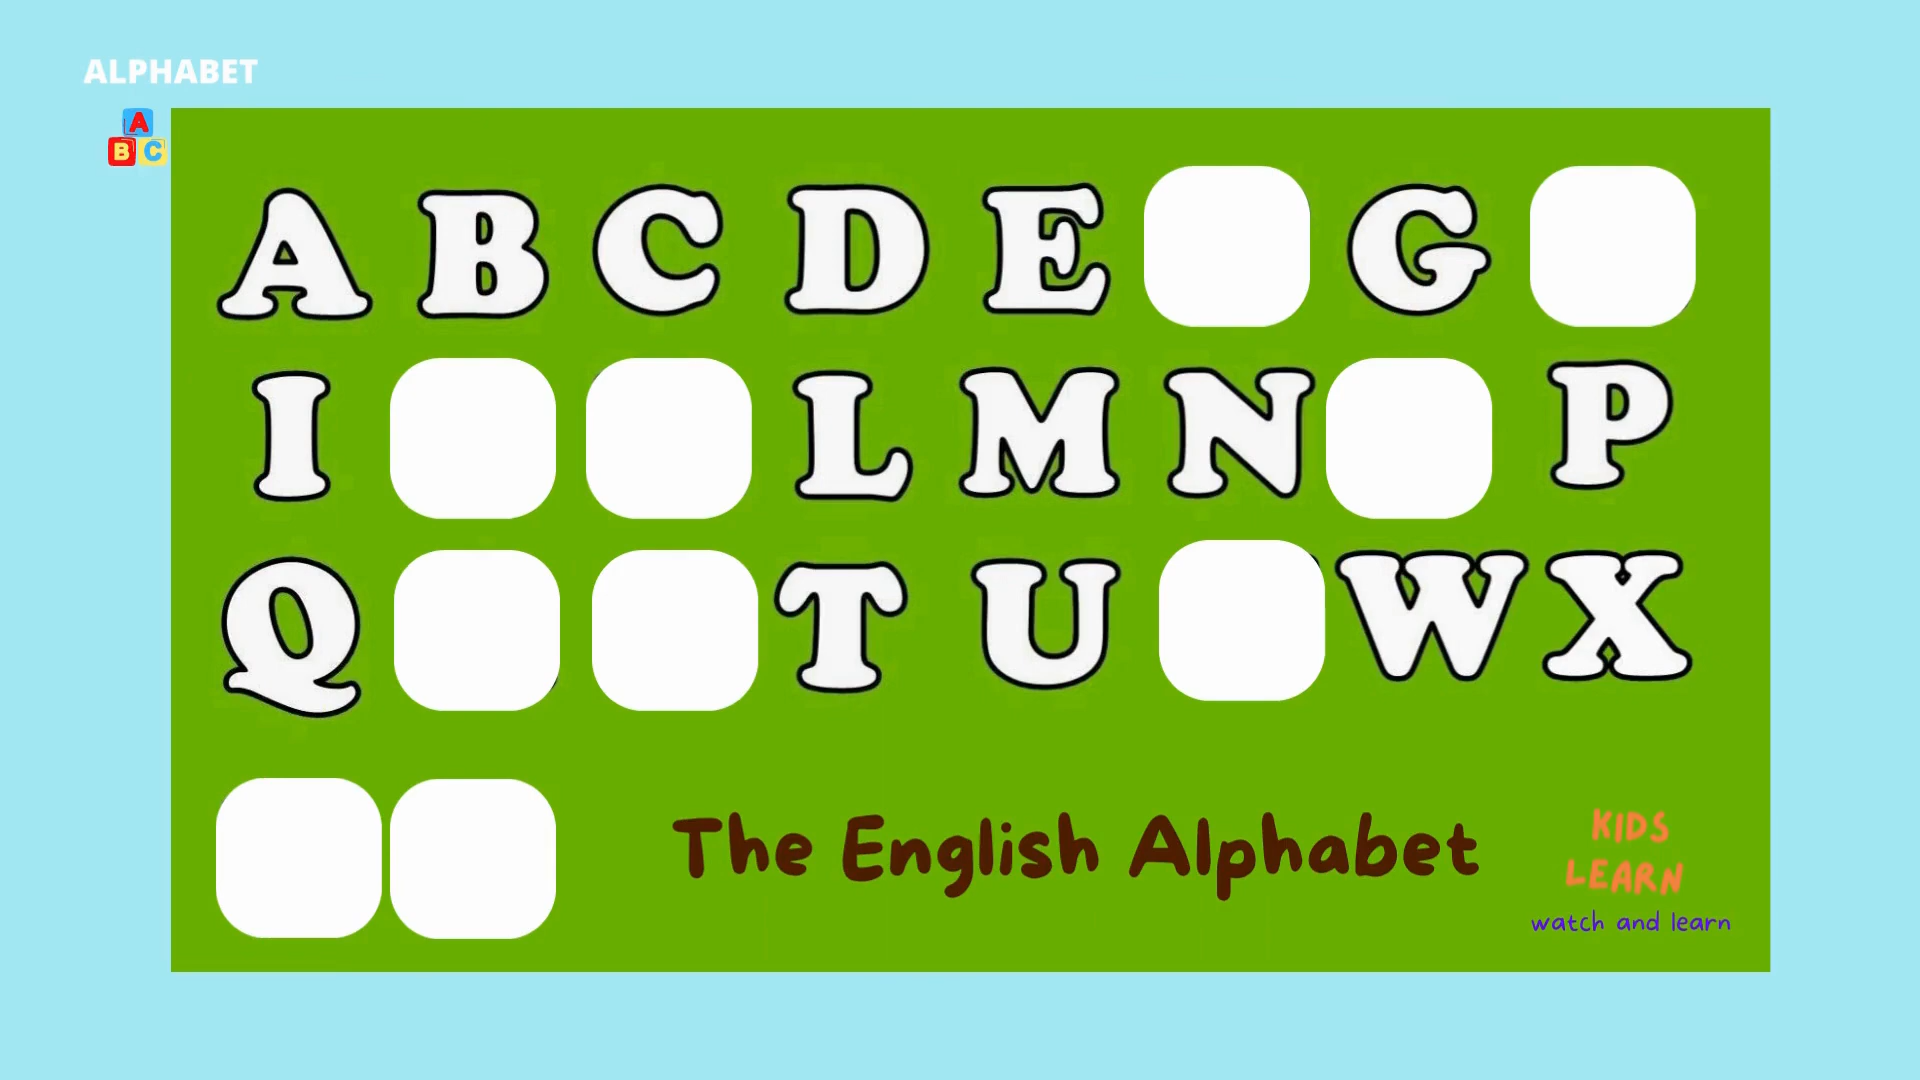 ALPHABET
A
B C
A B C D E G
I L M N P
Q T U W X
The English Alphabet
KIDS
LEARN
watch and learn